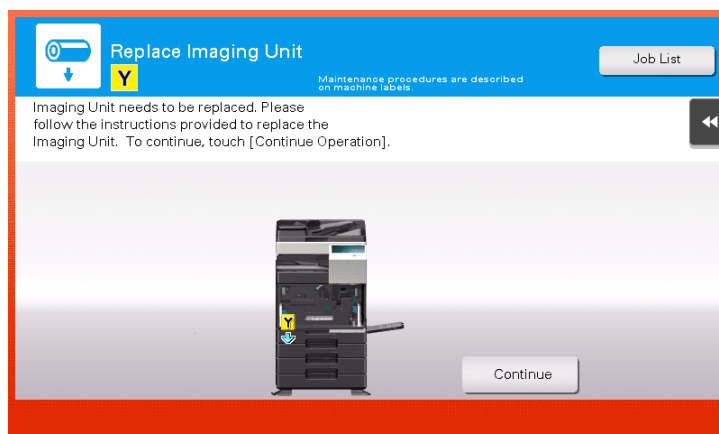 Replace Imaging Unit
Job List
Y
Maintenance procedures are described
on machine labels.
Imaging Unit needs to be replaced. Please
follow the instructions provided to replace the
Imaging Unit. To continue, touch [Continue Operation].
Y
Continue